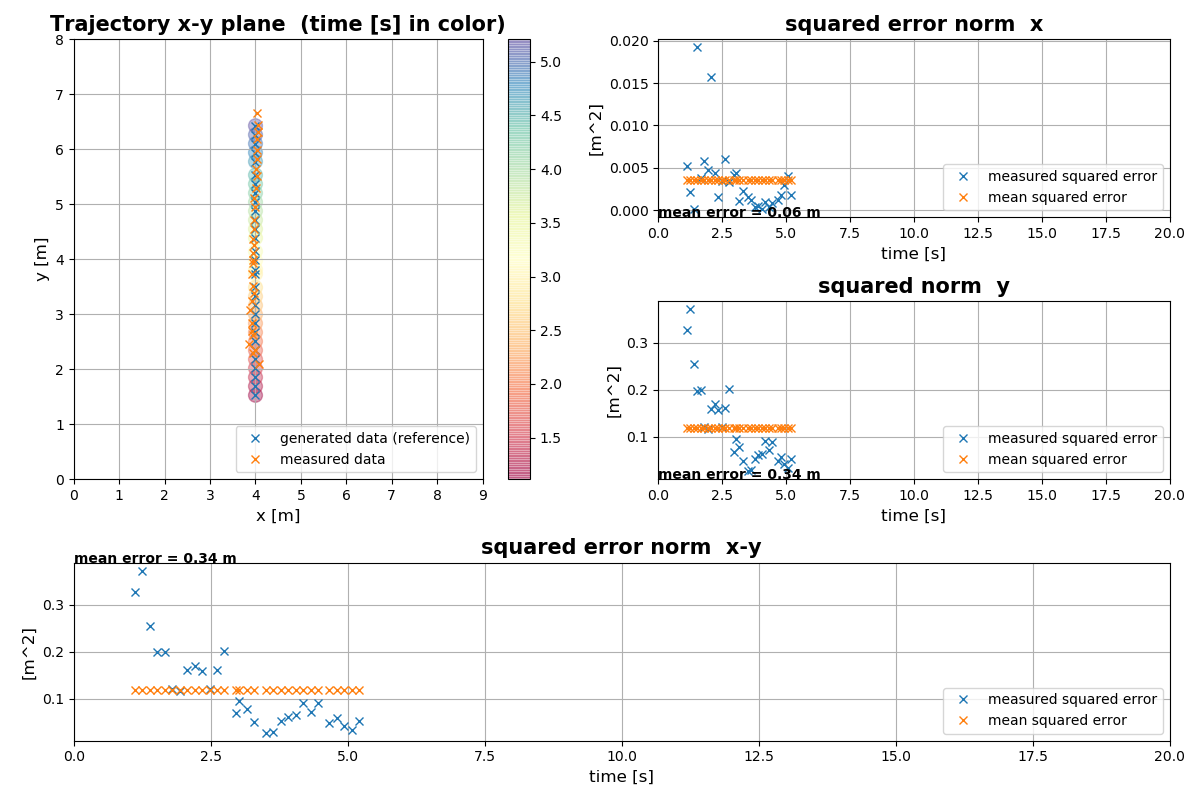 Trajectory x-y plane  (time [s] in color)
8
7
6
5
4
3
2
1
0
y [m]
0 1 2 3 4 5 6 7 8 9
x [m]
generated data (reference)
measured data
5.0
4.5
4.0
3.5
3.0
2.5
2.0
1.5
squared error norm  x
0.020
0.015
0.010
0.005
0.000
[m^2]
measured squared error
mean squared error
mean error = 0.06 m
0.0 2.5 5.0 7.5 10.0 12.5 15.0 17.5 20.0
time [s]
squared norm  y
0.3
0.2
0.1
[m^2]
measured squared error
mean squared error
mean error = 0.34 m
0.0 2.5 5.0 7.5 10.0 12.5 15.0 17.5 20.0
time [s]
squared error norm  x-y
mean error = 0.34 m
0.3
0.2
0.1
[m^2]
measured squared error
mean squared error
0.0 2.5 5.0 7.5 10.0 12.5 15.0 17.5 20.0
time [s]